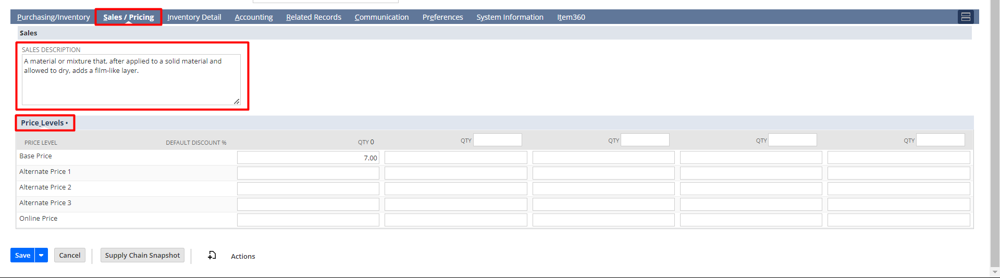 Purchasing/Inventory Sales / Pricing Inventory Detail Accounting Related Records Communication Preferences System Information Item360
Sales
SALES DESCRIPTION
A material or mixture that, after applied to a solid material and
allowed to dry, adds a film-like layer.
Price Levels •
PRICE LEVEL DEFAULT DISCOUNT % QTY 0 QTY QTY QTY QTY
Base Price 7.00
Alternate Price 1
Alternate Price 2
Alternate Price 3
Online Price
Save Cancel Supply Chain Snapshot Actions